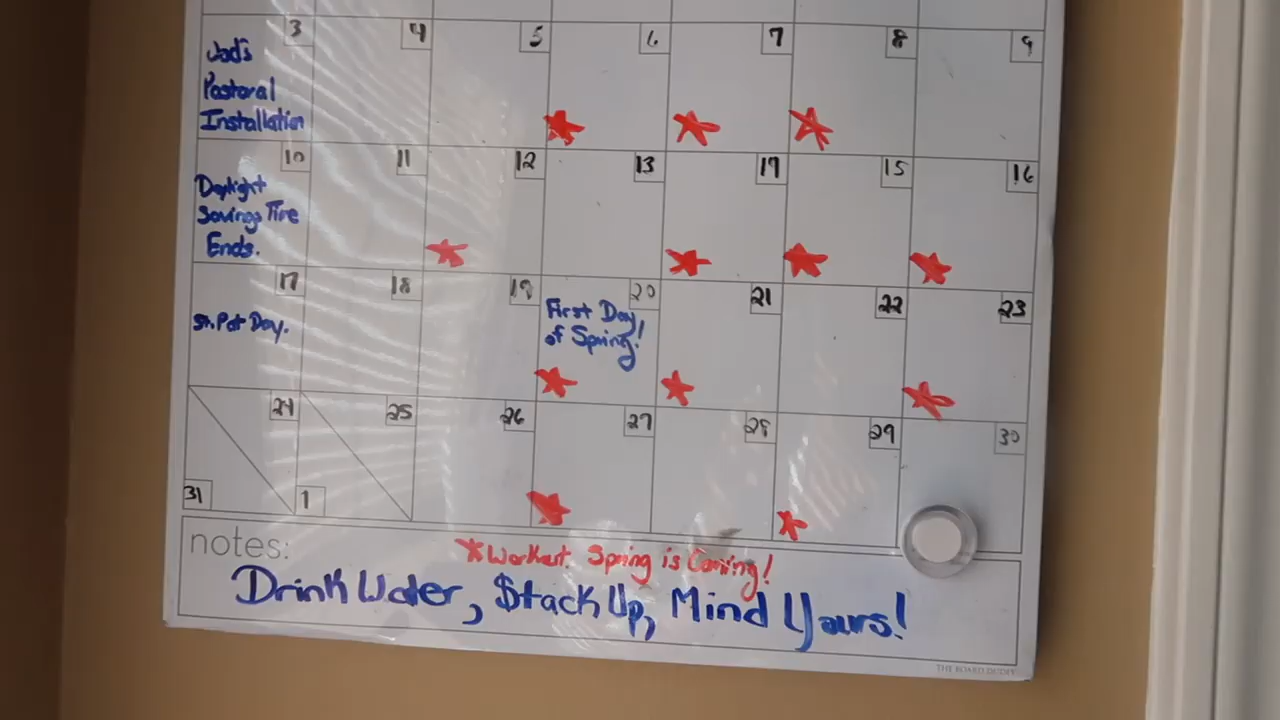 3 4 5 6 7 8 9
Jad's
Pastoral
Installation
10 11 12 13 14 15 16
Daylight
Savings Time
Ends.
17 18 19 20 21 22 23
St. Pat Day.
First Day
of Spring!
24 25 26 27 28 29 30
31 1
notes:
*Workout. Spring is Coming!
Drink Water, $tack Up, Mind Yours!
THE BOARD DUDES